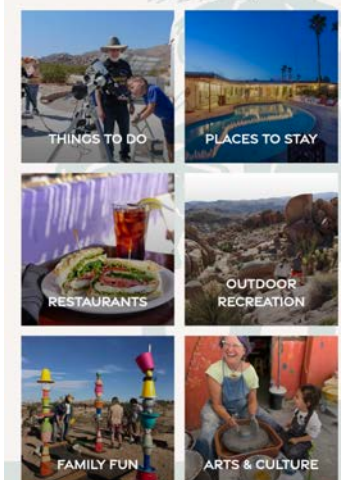 THINGS TO DO
PLACES TO STAY
RESTAURANTS
OUTDOOR
RECREATION
FAMILY FUN
ARTS & CULTURE